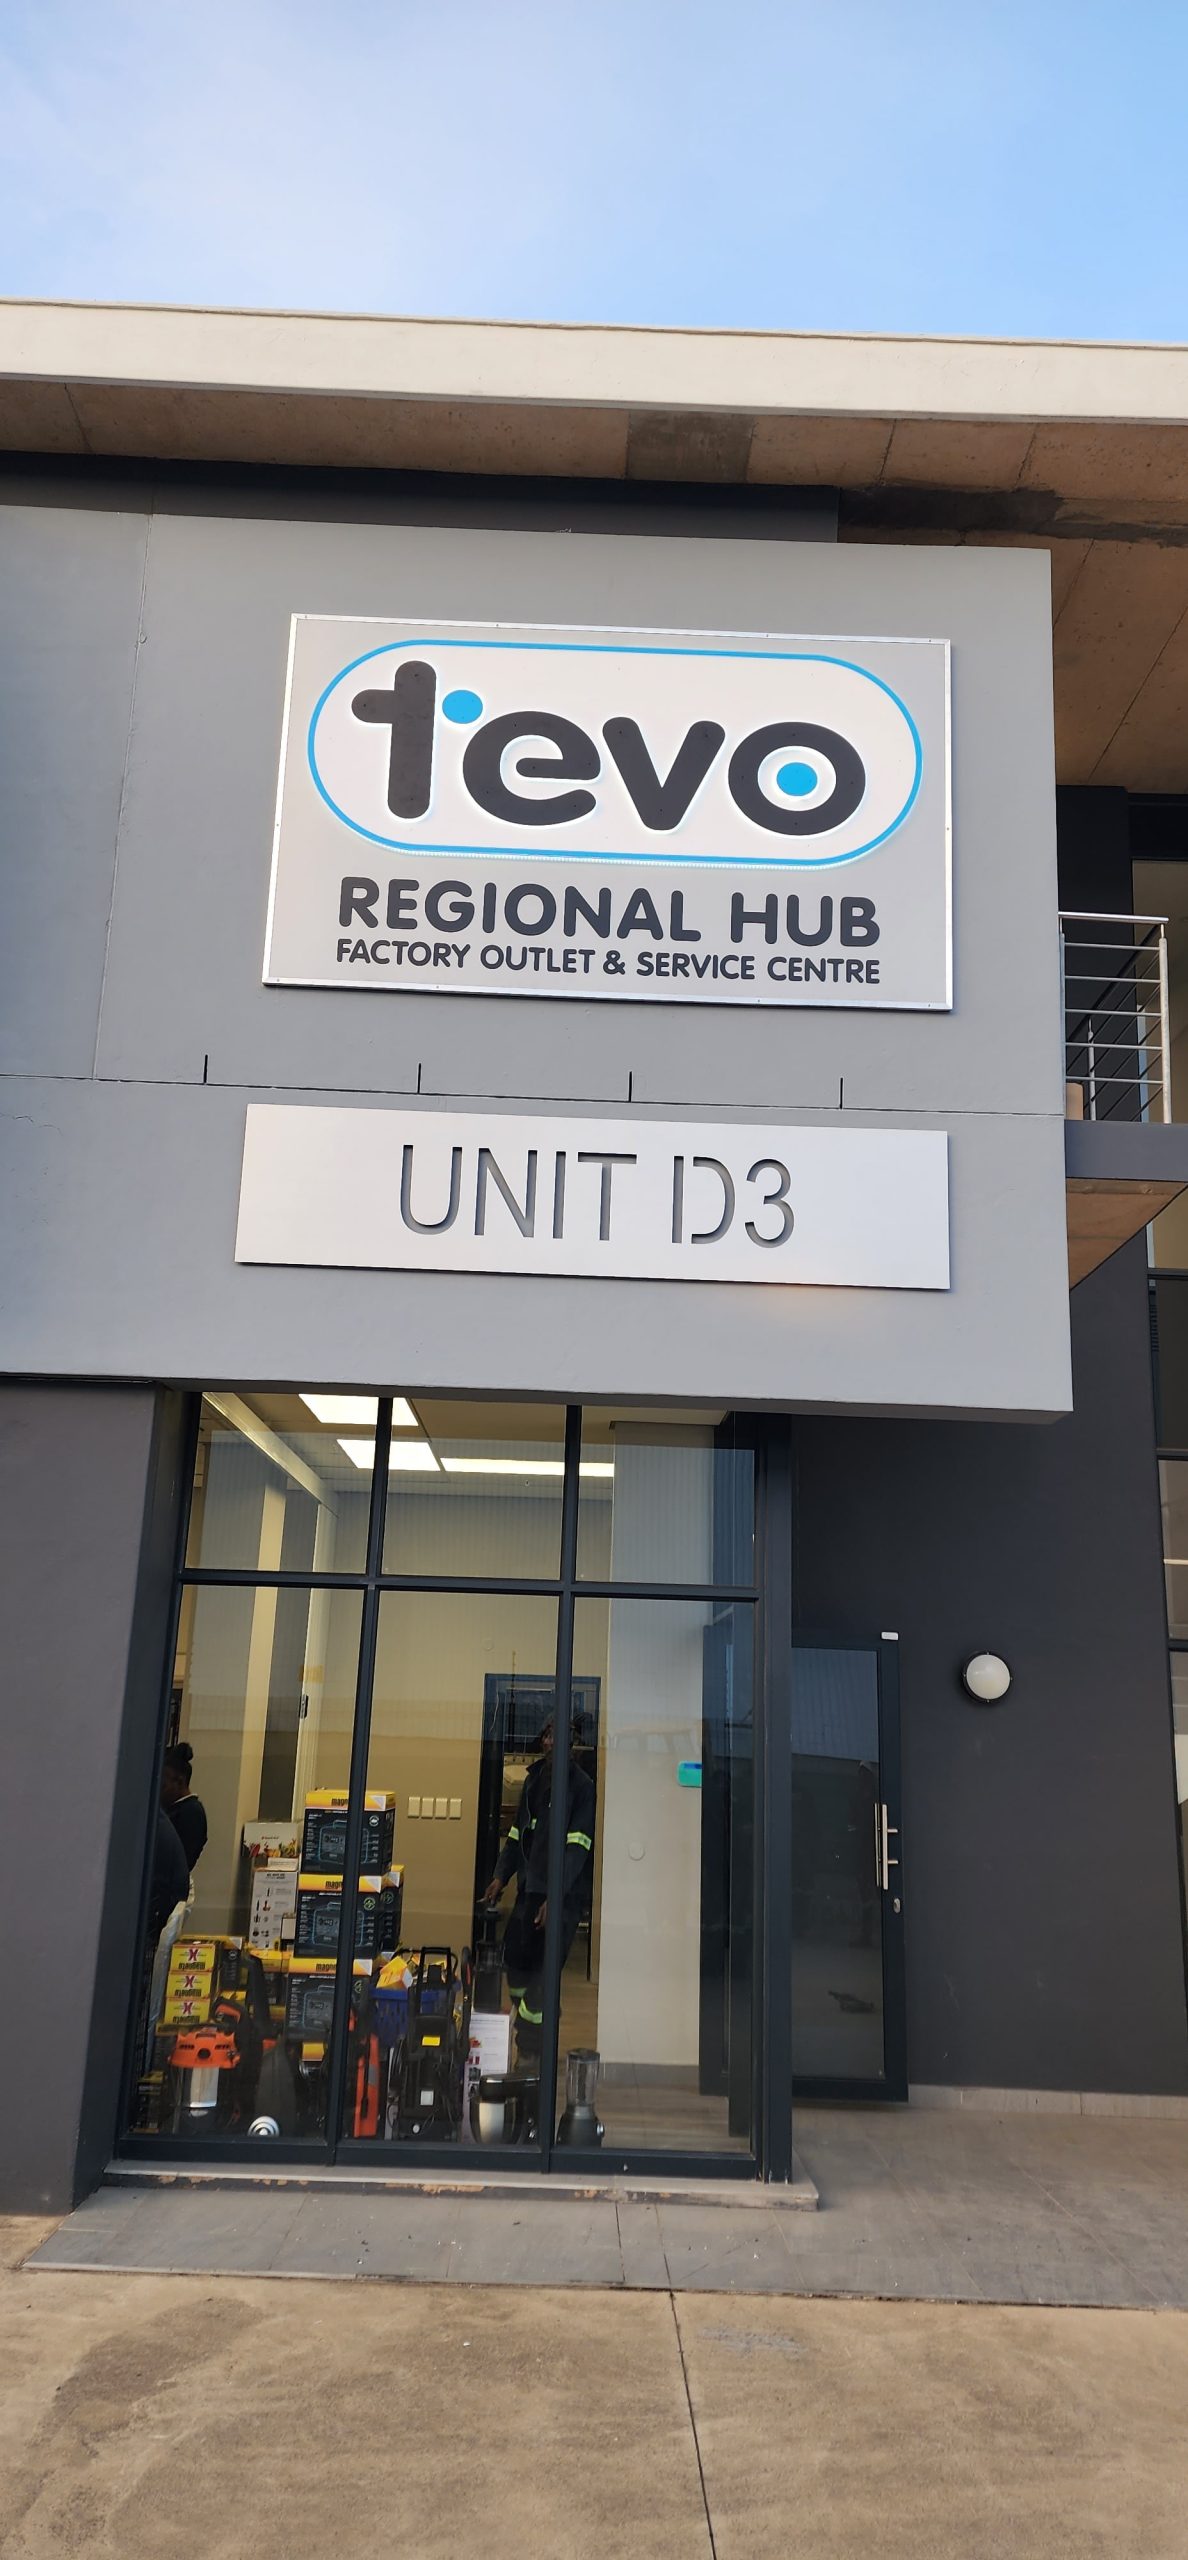 tevo
REGIONAL HUB
FACTORY OUTLET & SERVICE CENTRE
UNIT D3